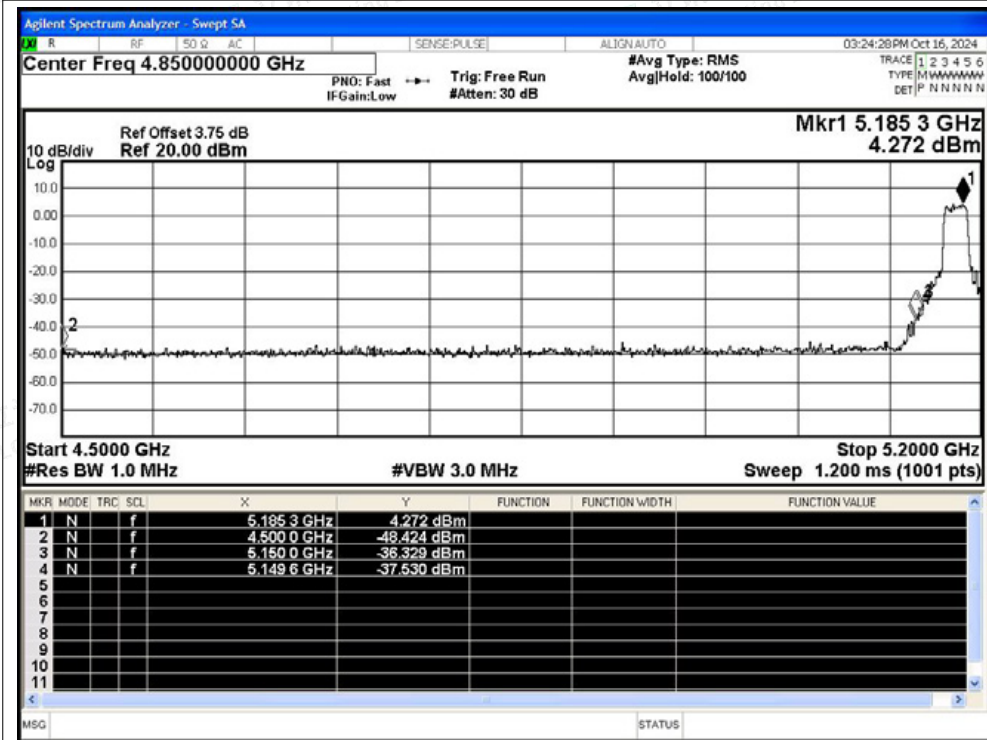 Agilent Spectrum Analyzer - Swept SA
LXI R RF 50 Ω AC SENSE:PULSE ALIGN AUTO 03:24:28 PM Oct 16, 2024
Center Freq 4.850000000 GHz #Avg Type: RMS TRACE 1 2 3 4 5 6
PNO: Fast Trig: Free Run Avg|Hold: 100/100 TYPE M WWWWW
IFGain:Low #Atten: 30 dB DET P N N N N N
Mkr1 5.185 3 GHz
Ref Offset 3.75 dB
10 dB/div Ref 20.00 dBm 4.272 dBm
Log
1
10.0
0.00
-10.0
-20.0
-30.0
-40.0 2
-50.0
-60.0
-70.0
Start 4.5000 GHz Stop 5.2000 GHz
#Res BW 1.0 MHz #VBW 3.0 MHz Sweep 1.200 ms (1001 pts)
MKR MODE TRC SCL X Y FUNCTION FUNCTION WIDTH FUNCTION VALUE
1 N f 5.185 3 GHz 4.272 dBm
2 N f 4.500 0 GHz -48.424 dBm
3 N f 5.150 0 GHz -36.329 dBm
4 N f 5.149 6 GHz -37.530 dBm
5
6
7
8
9
10
11
MSG STATUS